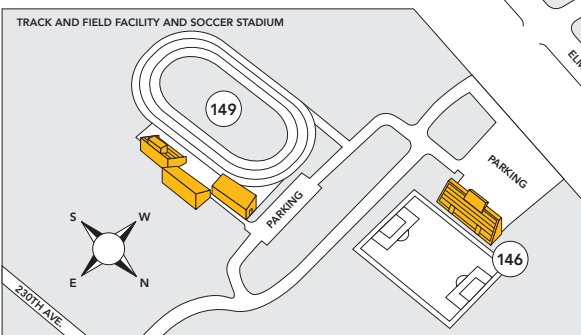 TRACK AND FIELD FACILITY AND SOCCER STADIUM
149
PARKING
PARKING
146
S
W
E
N
230TH AVE.